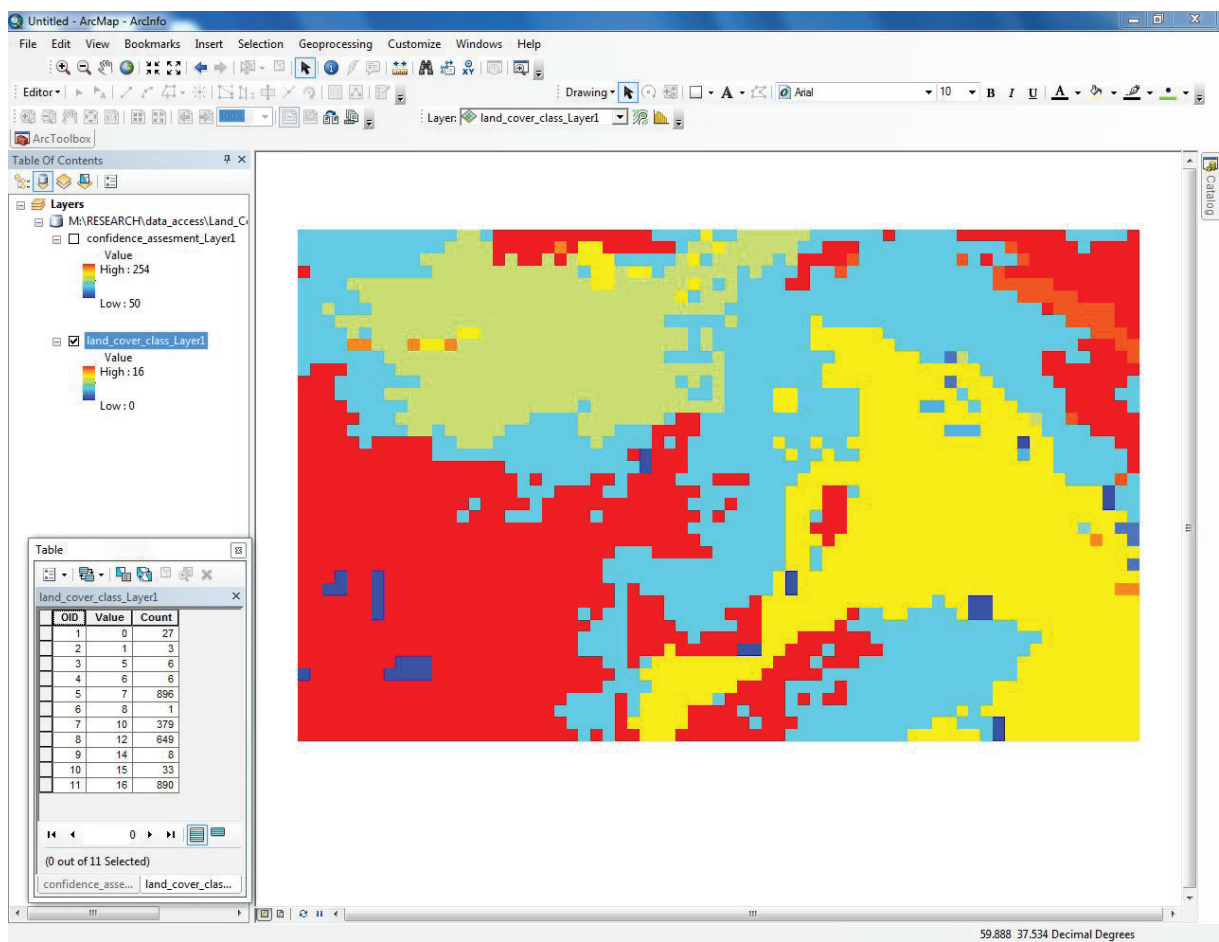 Untitled - ArcMap - ArcInfo
File Edit View Bookmarks Insert Selection Geoprocessing Customize Windows Help
Editor Drawing A Arial 10 B I U A
100% Layer: land_cover_class_Layer1
ArcToolbox
Table Of Contents
Catalog
Layers
M:\RESEARCH\data_access\Land_C
confidence_assesment_Layer1
Value
High : 254
Low : 50
land_cover_class_Layer1
Value
High : 16
Low : 0
Table
land_cover_class_Layer1
OID Value Count
1 0 27
2 1 3
3 5 6
4 6 6
5 7 896
6 8 1
7 10 379
8 12 649
9 14 8
10 15 33
11 16 890
0
(0 out of 11 Selected)
confidence_asse... land_cover_clas...
59.888 37.534 Decimal Degrees